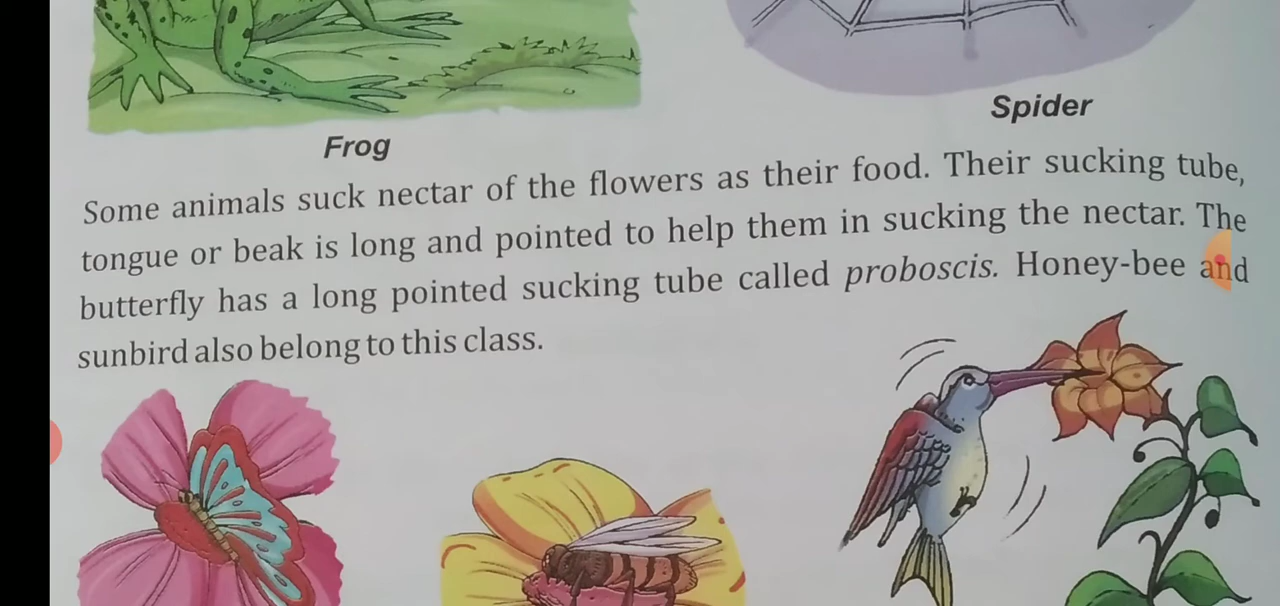 Spider
Frog
Some animals suck nectar of the flowers as their food. Their sucking tube,
tongue or beak is long and pointed to help them in sucking the nectar. The
butterfly has a long pointed sucking tube called proboscis. Honey-bee and
sunbird also belong to this class.